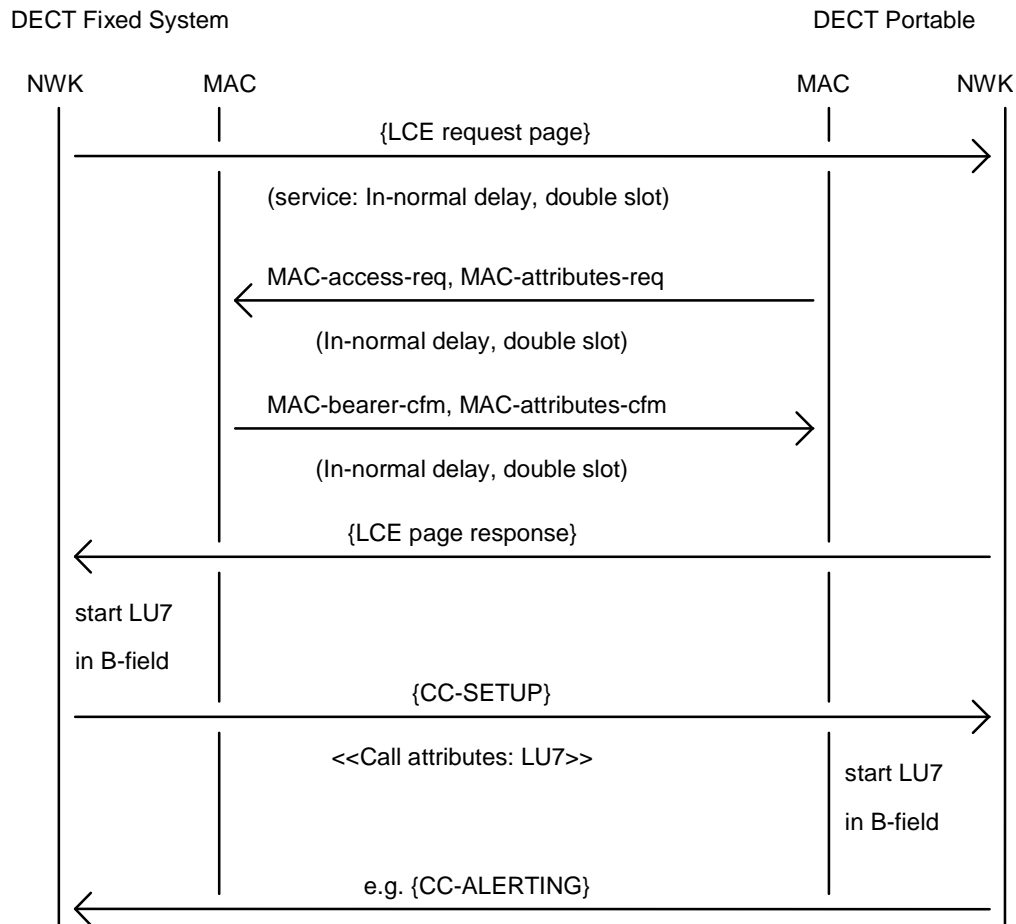 DECT Fixed System DECT Portable
NWK MAC MAC NWK
{LCE request page}
(service: In-normal delay, double slot)
MAC-access-req, MAC-attributes-req
(In-normal delay, double slot)
MAC-bearer-cfm, MAC-attributes-cfm
(In-normal delay, double slot)
{LCE page response}
start LU7
in B-field
{CC-SETUP}
<<Call attributes: LU7>>
start LU7
in B-field
e.g. {CC-ALERTING}